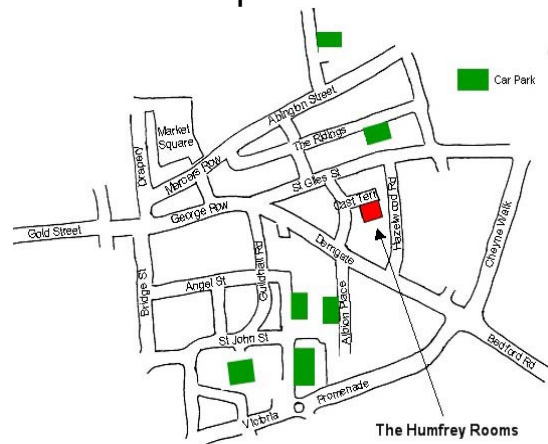 Car Park
Abington Street
Market
Square
Drapery
The Ridings
Mercers Row
St Giles St
Cast Terr
Hazelwood Rd
George Row
Gold Street
Derngate
Cheyne Walk
Bridge St
Guildhall Rd
Angel St
Albion Place
St John St
Bedford Rd
Promenade
Victoria
The Humfrey Rooms